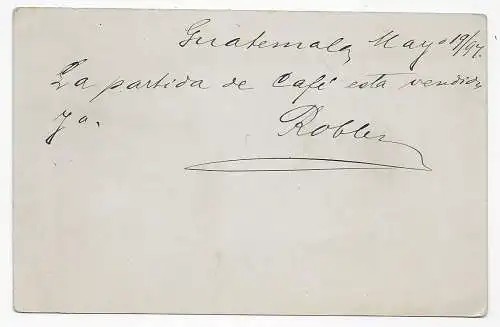 Guatemala, Mayo 19/97.
La partida de Café esta vendida
ya. Robles